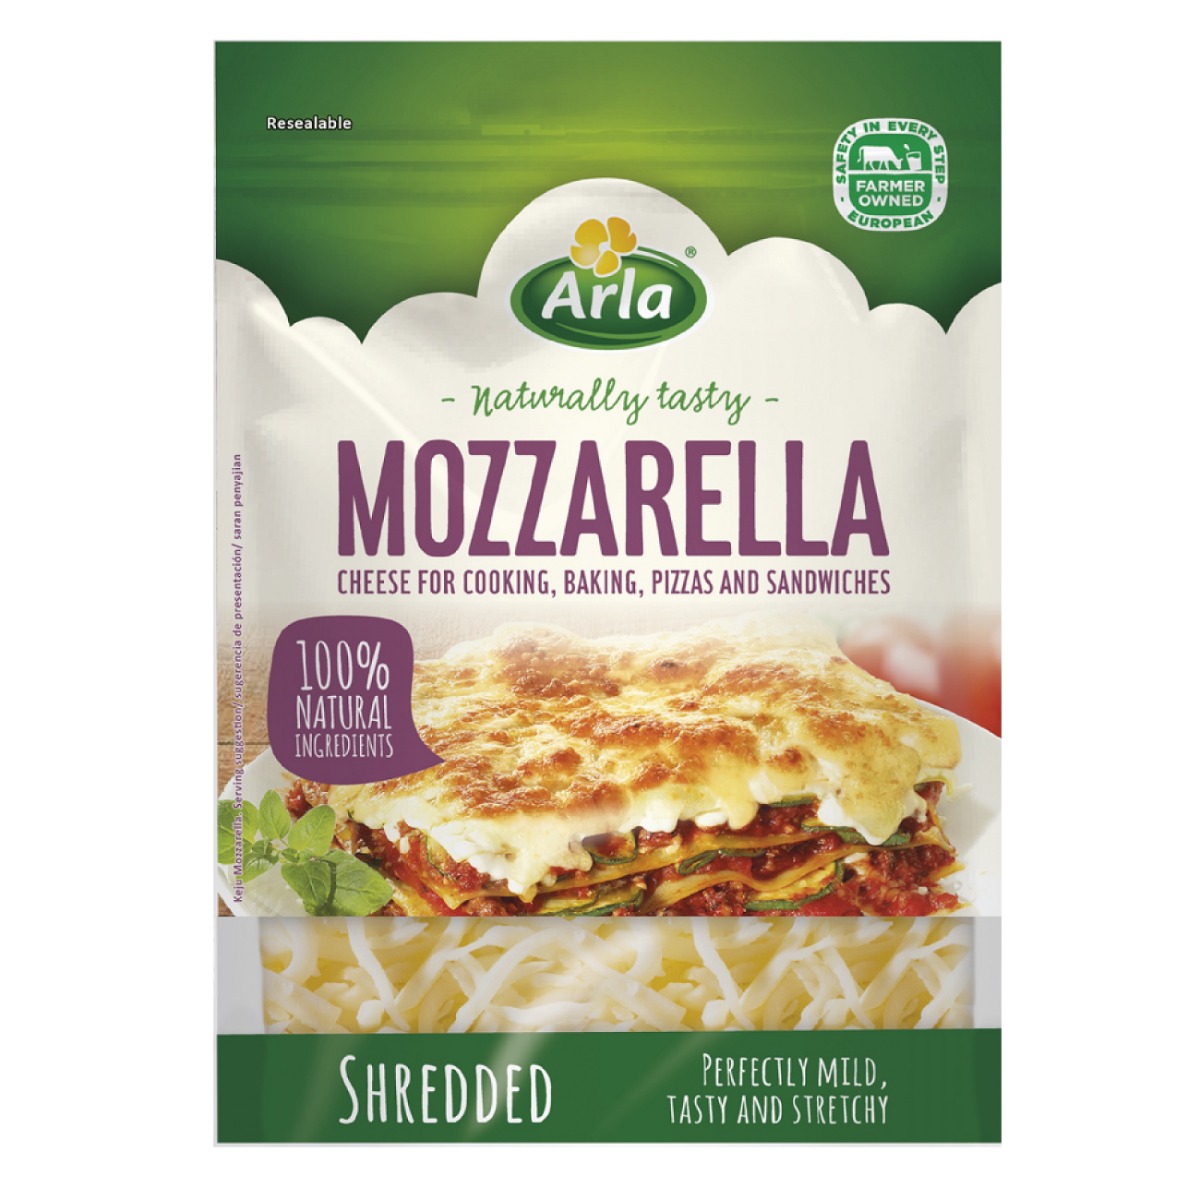 Resealable
SAFETY IN EVERY STEP
FARMER
OWNED
· EUROPEAN ·
Arla®
- Naturally tasty -
MOZZARELLA
CHEESE FOR COOKING, BAKING, PIZZAS AND SANDWICHES
100%
NATURAL
INGREDIENTS
Keju Mozzarella. Serving suggestion/ sugerencia de presentación/ saran penyajian
SHREDDED
PERFECTLY MILD,
TASTY AND STRETCHY